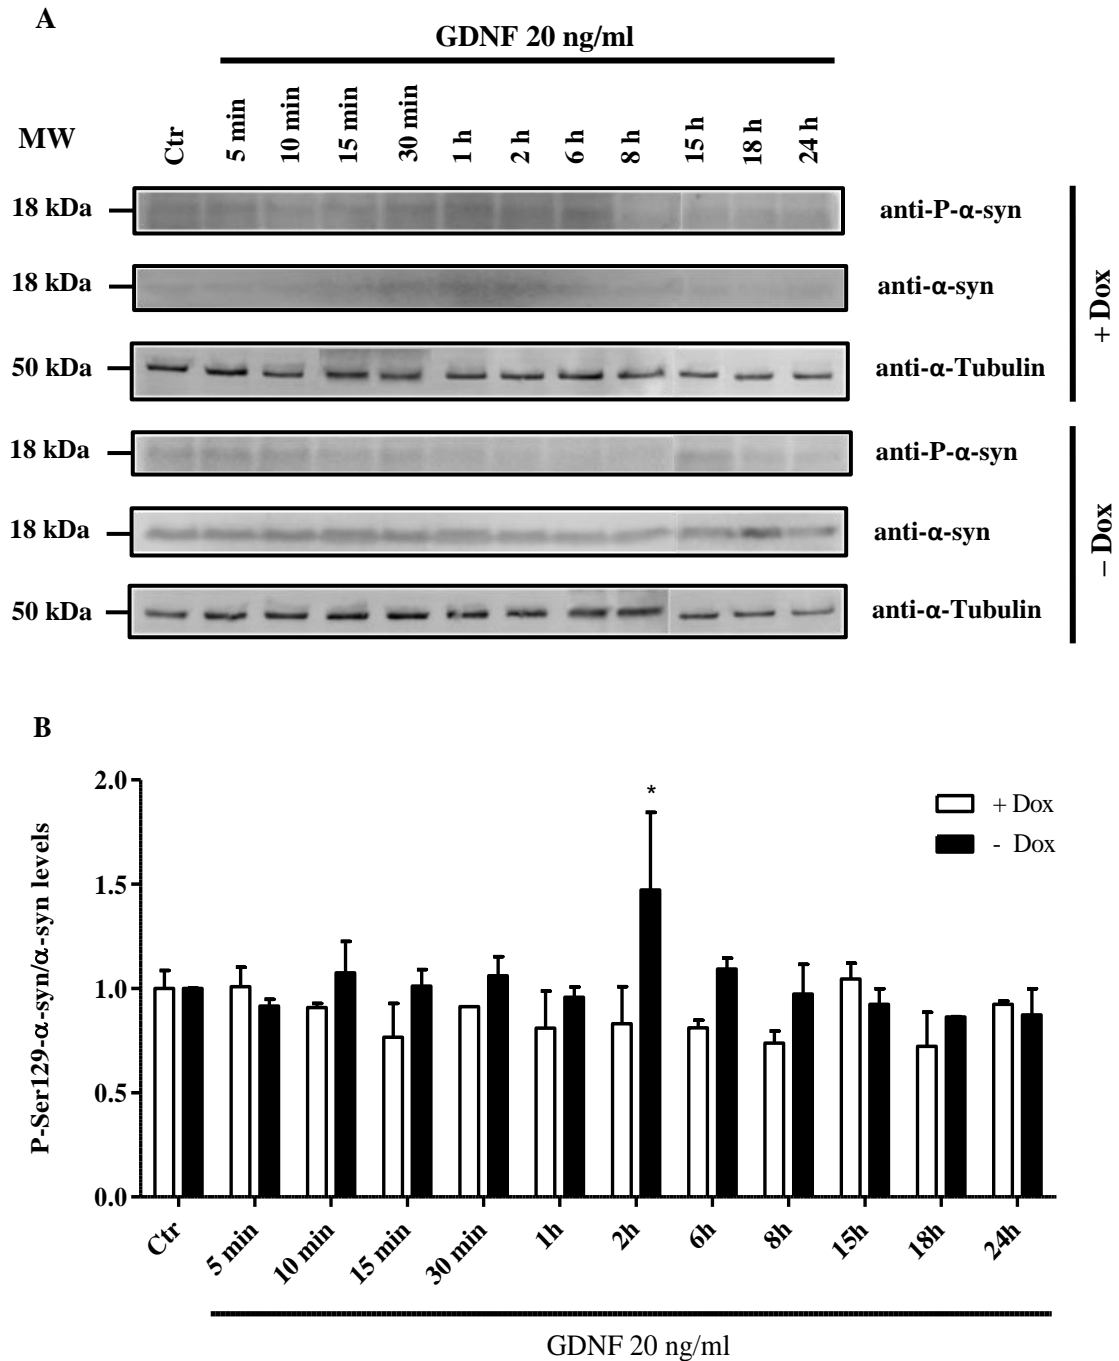 A
GDNF 20 ng/ml
MW
Ctr
5 min
10 min
15 min
30 min
1 h
2 h
6 h
8 h
15 h
18 h
24 h
18 kDa
anti-P-α-syn
18 kDa
anti-α-syn
50 kDa
anti-α-Tubulin
+ Dox
18 kDa
anti-P-α-syn
18 kDa
anti-α-syn
50 kDa
anti-α-Tubulin
– Dox
B
P-Ser129-α-syn/α-syn levels
2.0
1.5
1.0
0.5
0.0
*
+ Dox
- Dox
Ctr
5 min
10 min
15 min
30 min
1h
2h
6h
8h
15h
18h
24h
GDNF 20 ng/ml